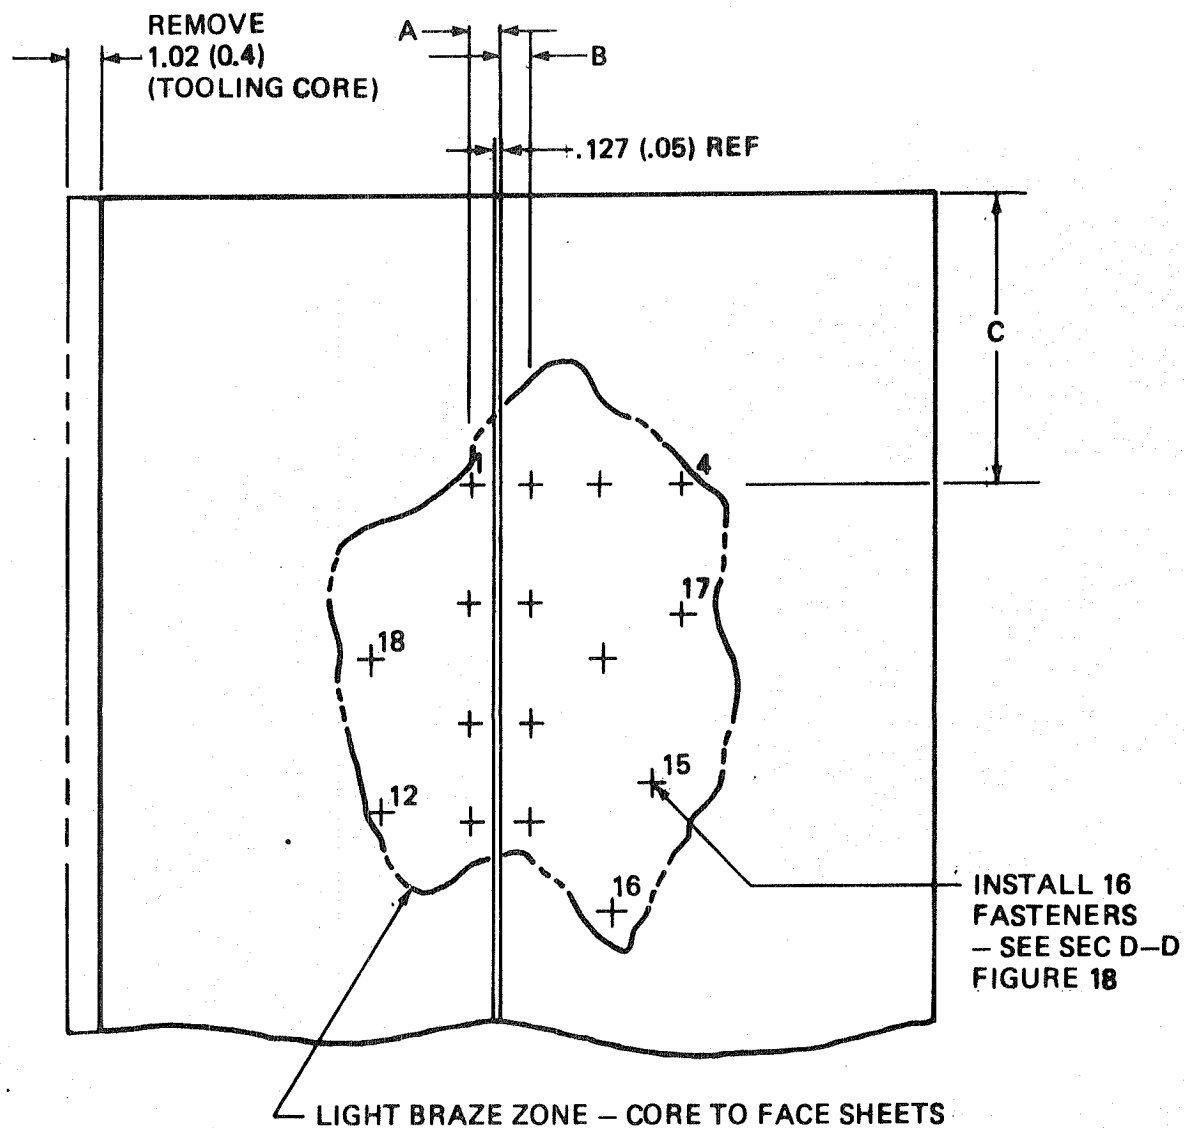 REMOVE
1.02 (0.4)
(TOOLING CORE)
A
B
.127 (.05) REF
C
1
4
17
18
15
12
16
INSTALL 16
FASTENERS
– SEE SEC D–D
FIGURE 18
LIGHT BRAZE ZONE – CORE TO FACE SHEETS